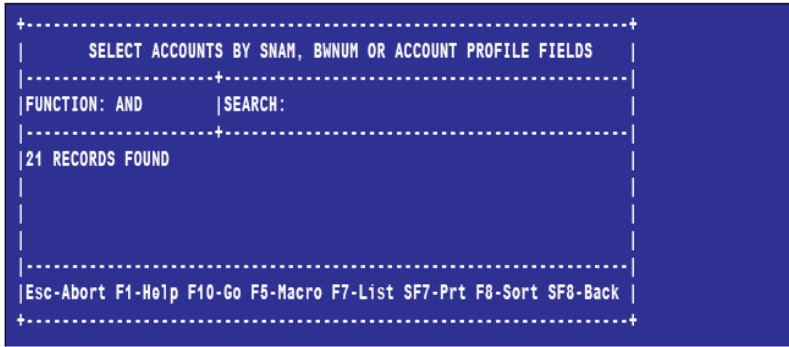 SELECT ACCOUNTS BY SNAM, BWNUM OR ACCOUNT PROFILE FIELDS
FUNCTION: AND |SEARCH:
21 RECORDS FOUND
Esc-Abort F1-Help F10-Go F5-Macro F7-List SF7-Prt F8-Sort SF8-Back